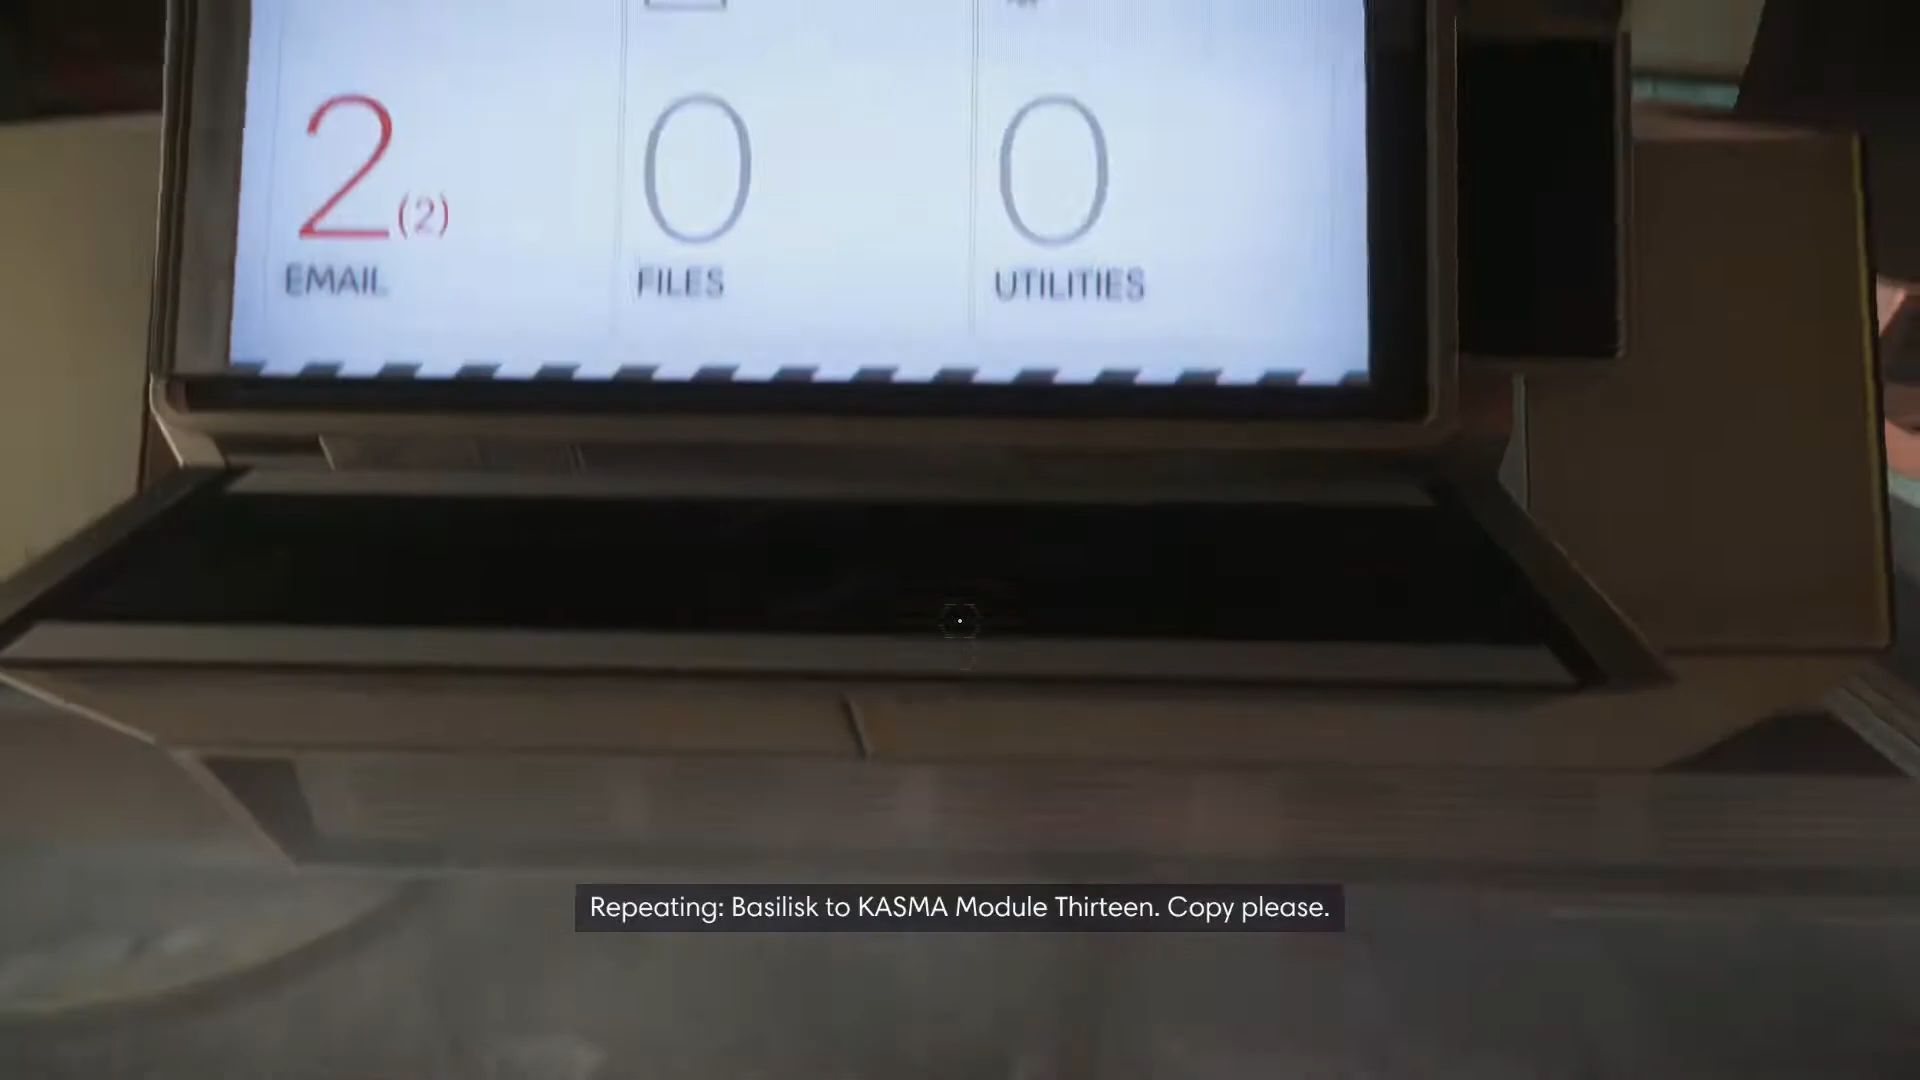 2 (2) 0 0
EMAIL FILES UTILITIES
Repeating: Basilisk to KASMA Module Thirteen. Copy please.